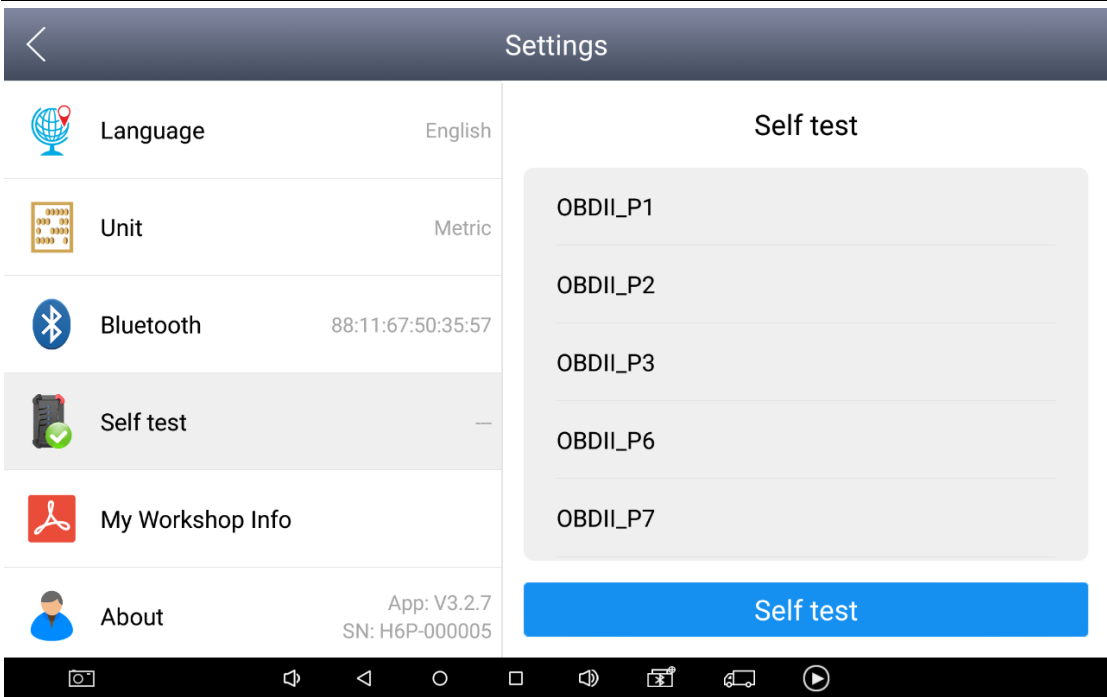 Settings
Language English
Unit Metric
Bluetooth 88:11:67:50:35:57
Self test —
My Workshop Info
About App: V3.2.7
SN: H6P-000005
Self test
OBDII_P1
OBDII_P2
OBDII_P3
OBDII_P6
OBDII_P7
Self test